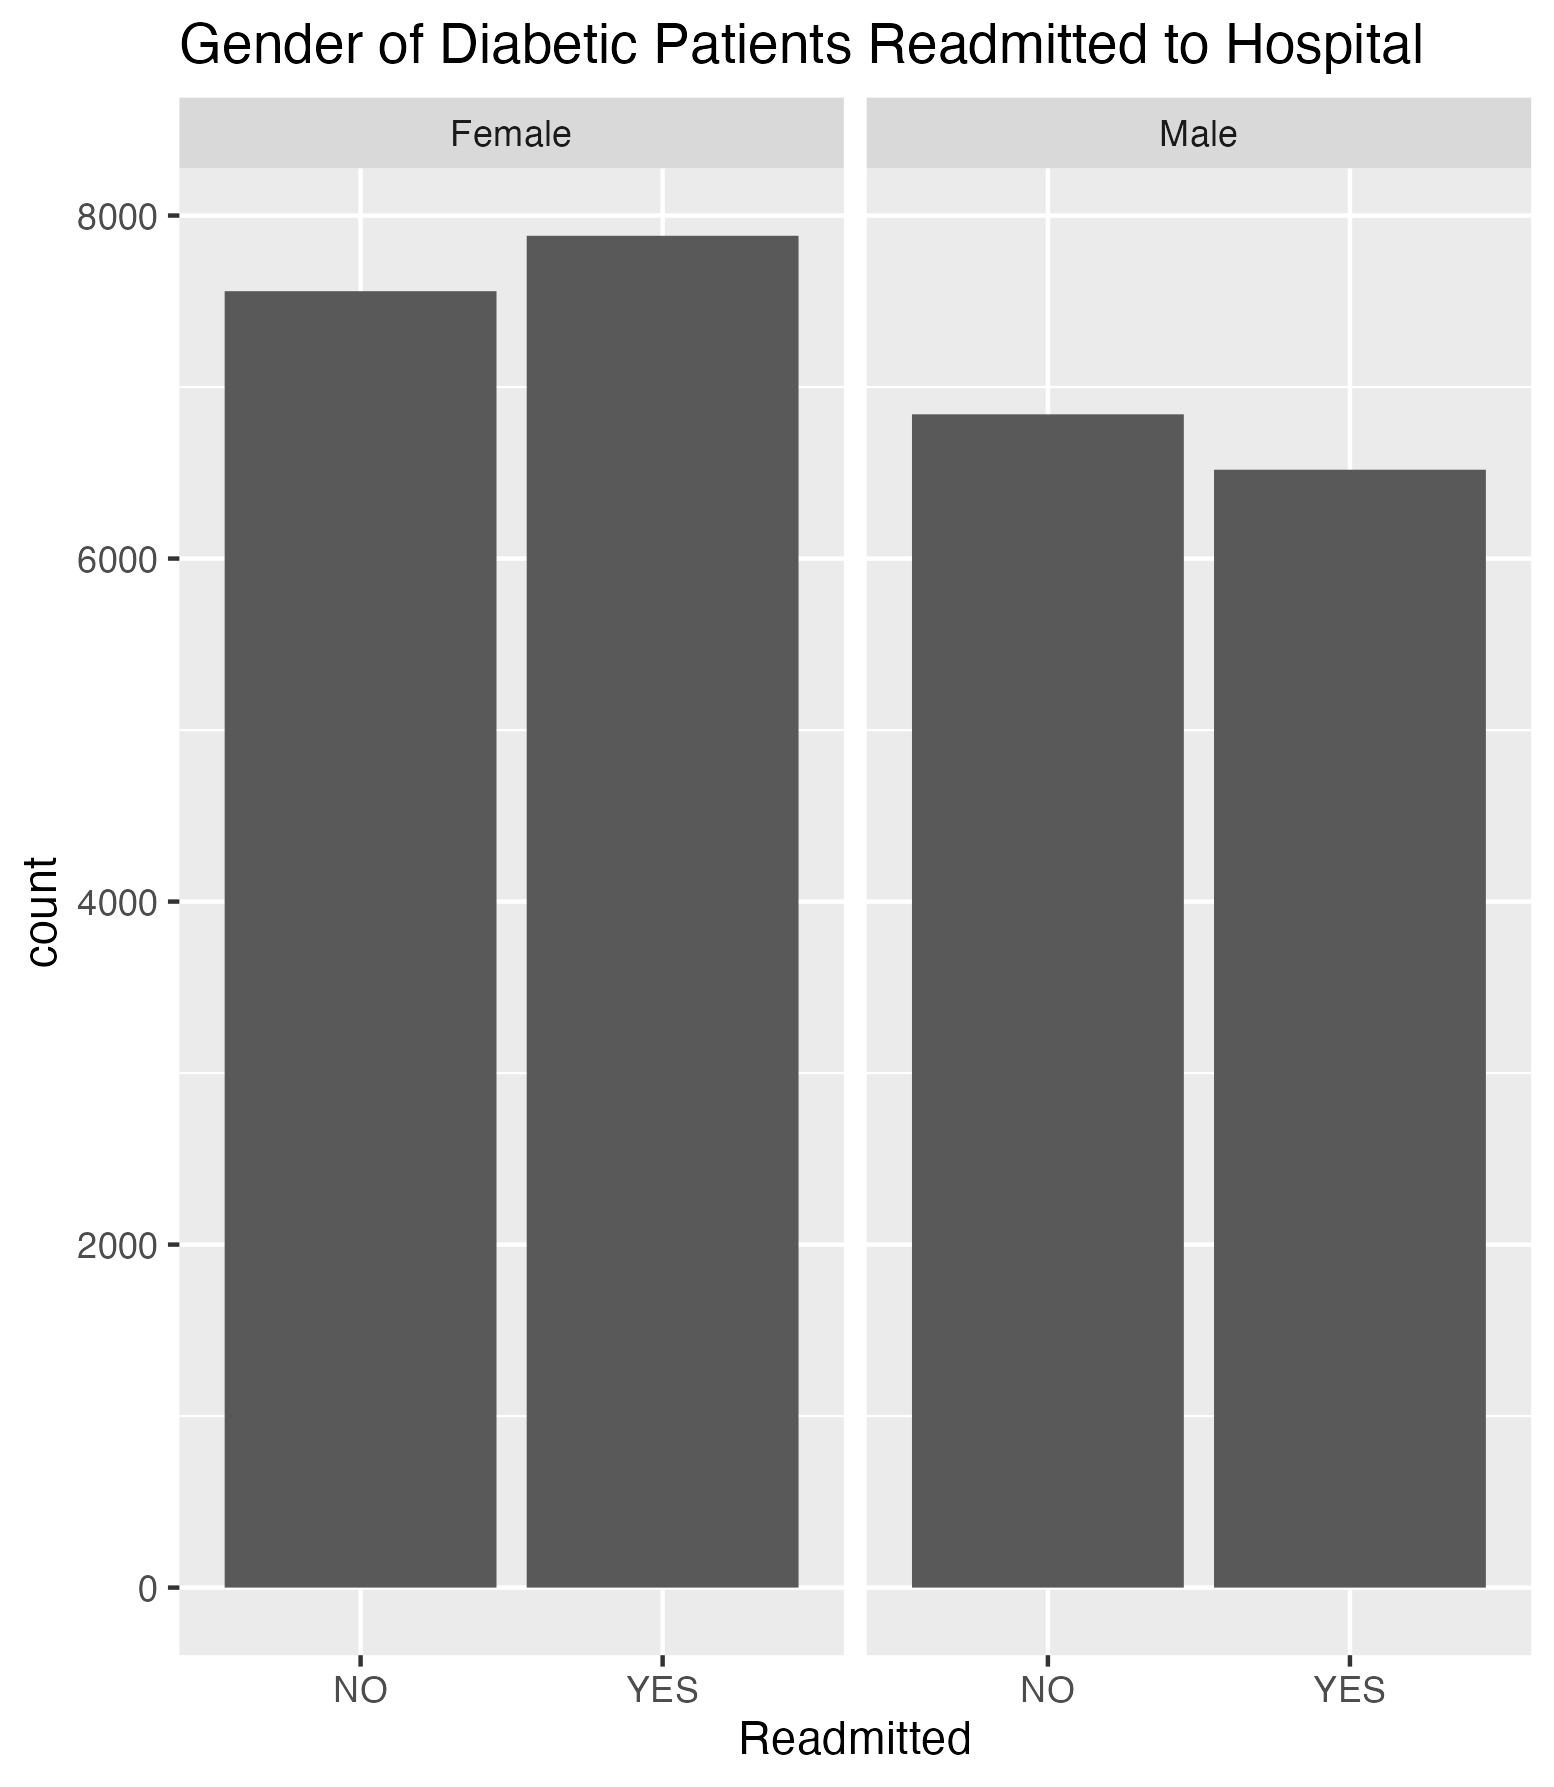 Gender of Diabetic Patients Readmitted to Hospital
Female
Male
8000
6000
4000
2000
0
count
NO
YES
NO
YES
Readmitted